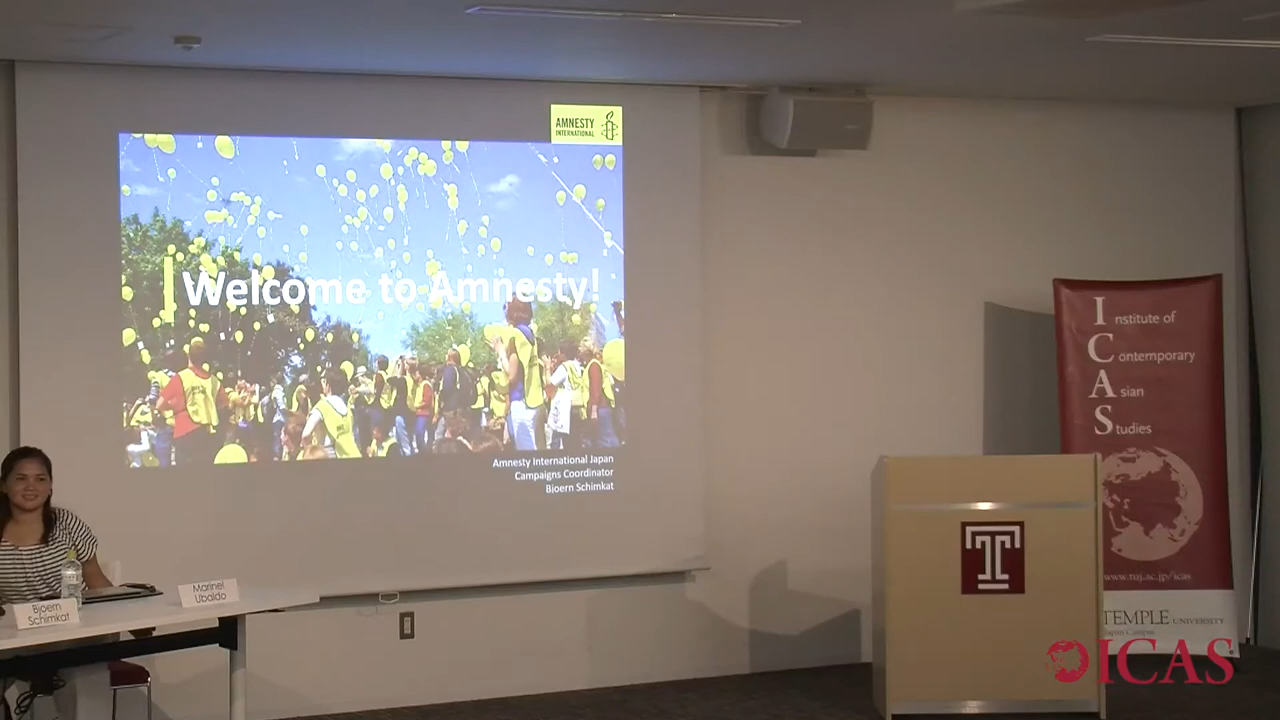 AMNESTY
INTERNATIONAL
Welcome to Amnesty!
Amnesty International Japan
Campaigns Coordinator
Bjoern Schimkat
Bjoern
Schimkat
Marinel
Ubaldo
Institute of
Contemporary
Asian
Studies
www.tuj.ac.jp/icas
TEMPLE UNIVERSITY
Japan Campus
T
ICAS